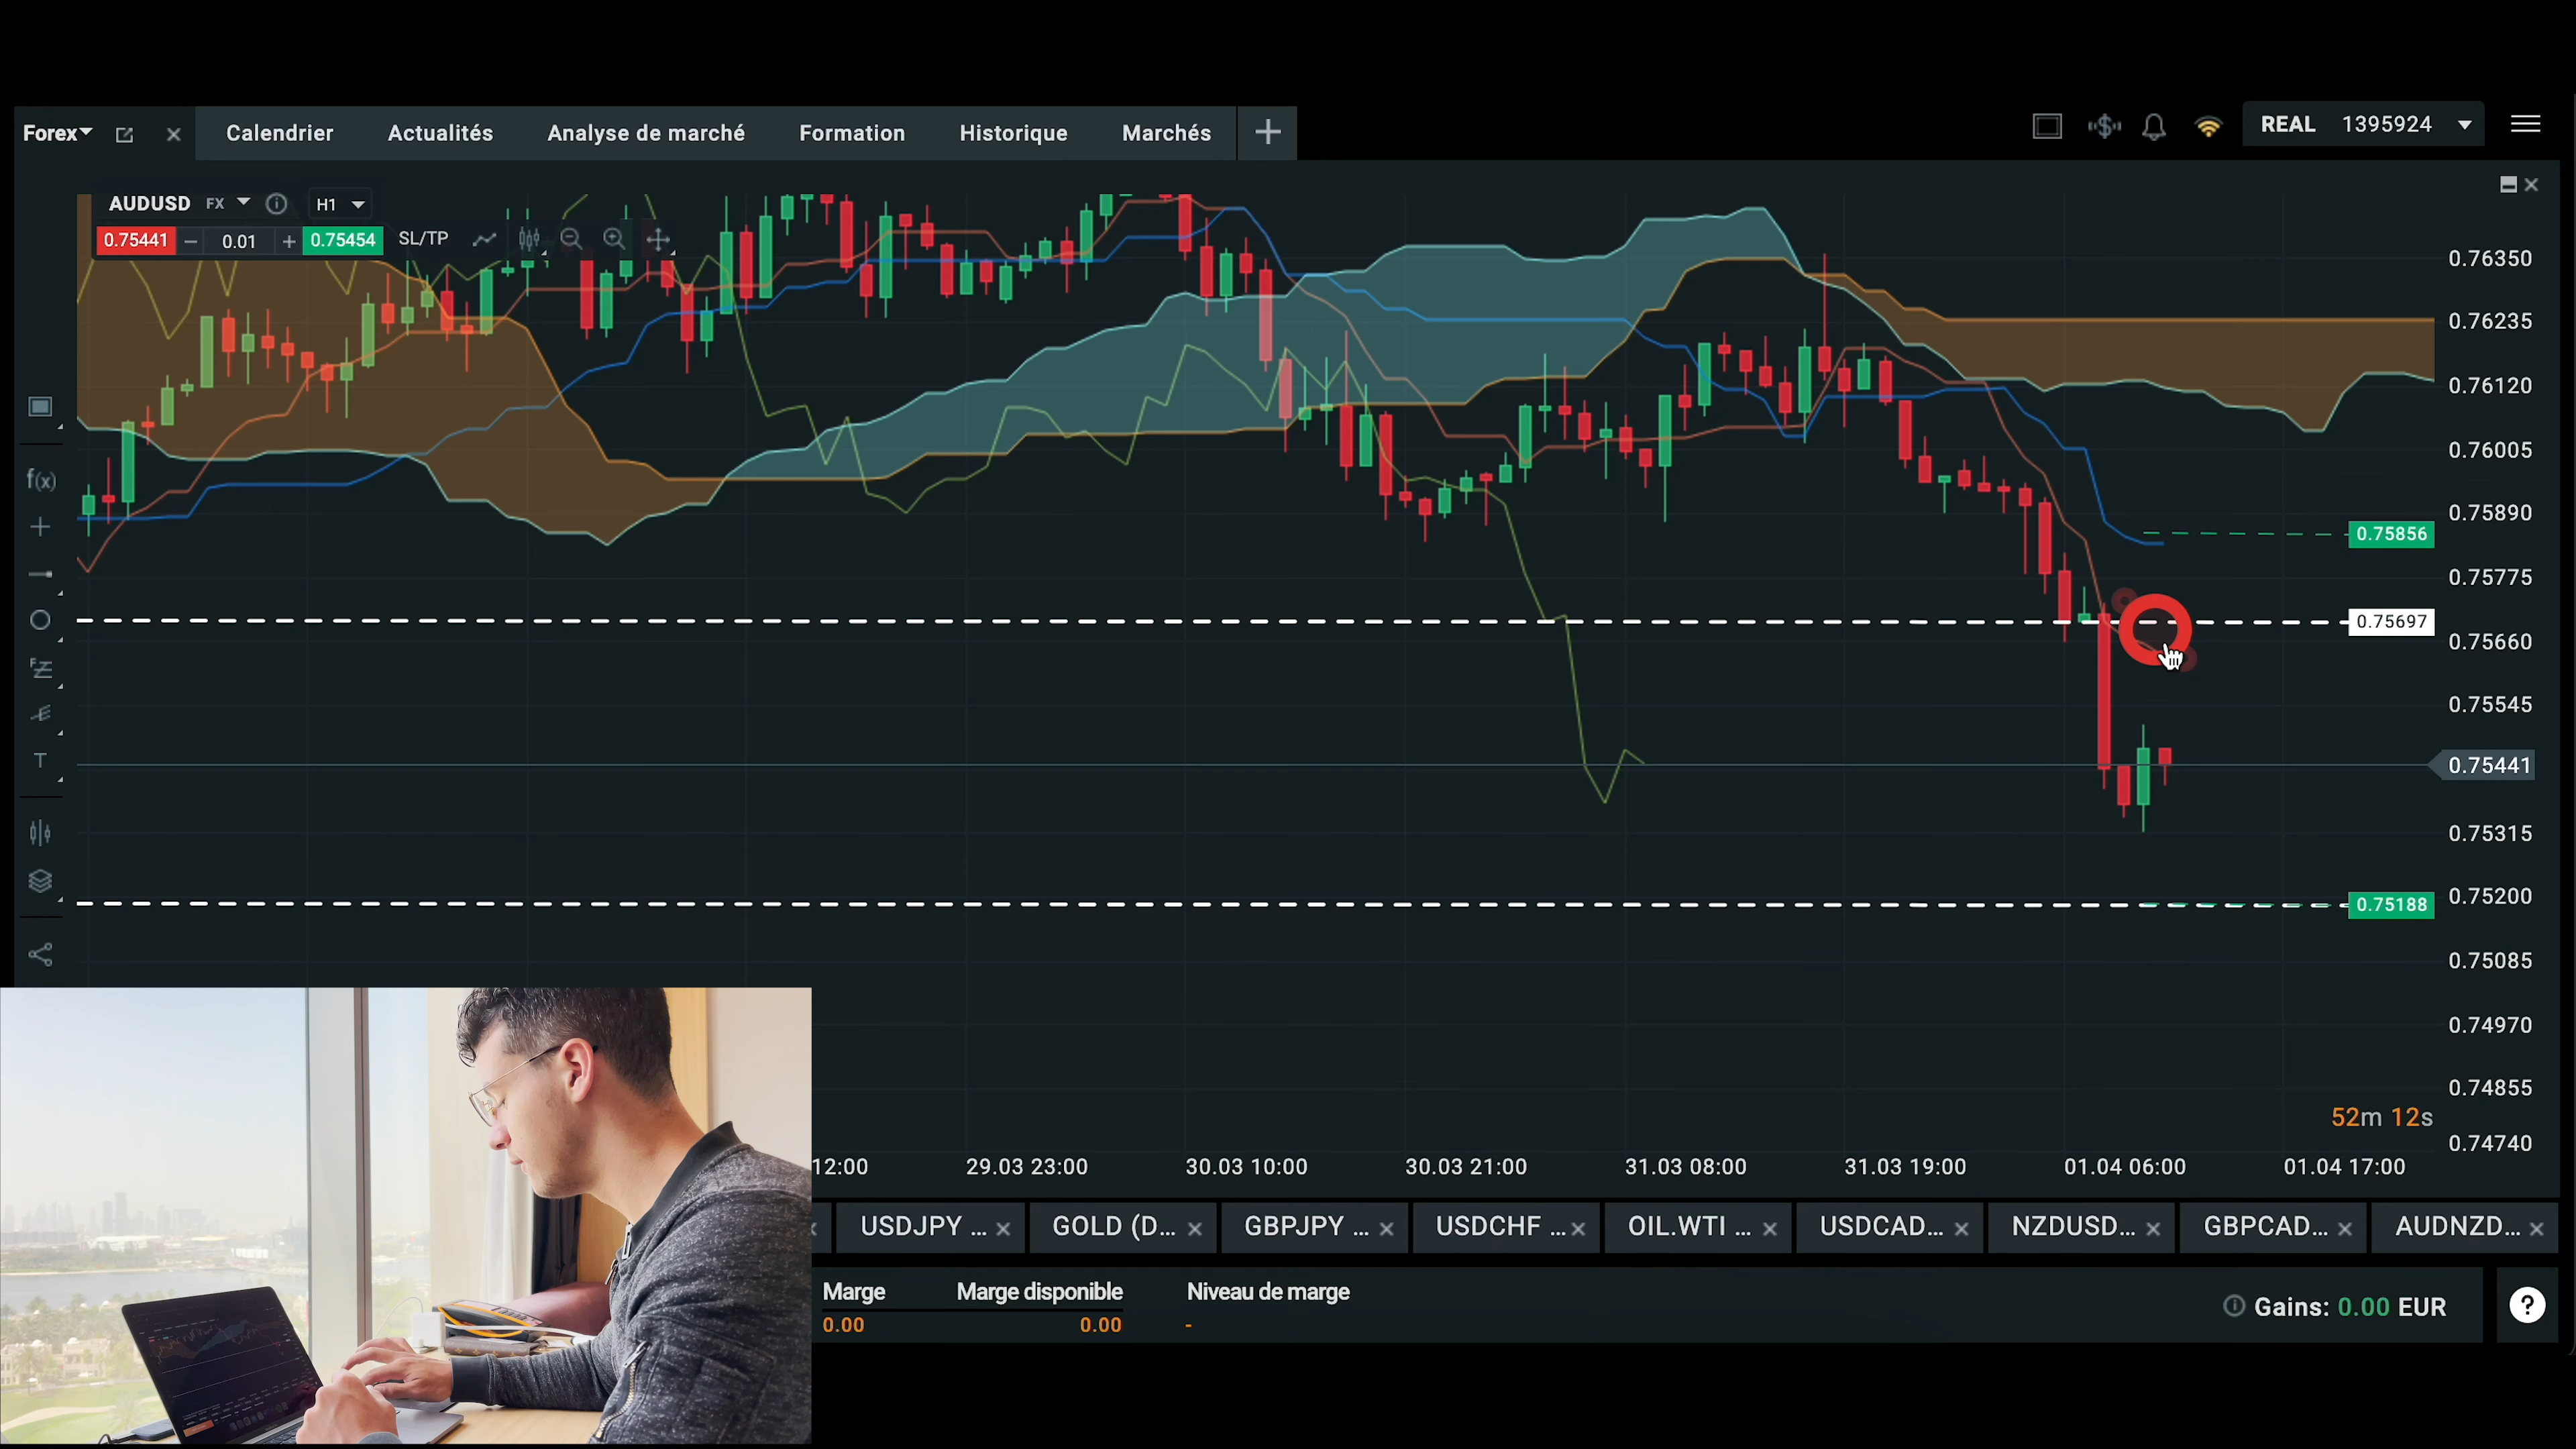 Forex Calendrier Actualités Analyse de marché Formation Historique Marchés + REAL 1395924
AUDUSD FX H1
0.75441 − 0.01 + 0.75454 SL/TP
0.76350
0.76235
0.76120
0.76005
0.75890
0.75856
0.75775
0.75697
0.75660
0.75545
0.75441
0.75315
0.75200
0.75188
0.75085
0.74970
0.74855
52m 12s
0.74740
f(x)
T
12:00 29.03 23:00 30.03 10:00 30.03 21:00 31.03 08:00 31.03 19:00 01.04 06:00 01.04 17:00
USDJPY ... GOLD (D... GBPJPY ... USDCHF ... OIL.WTI ... USDCAD... NZDUSD... GBPCAD... AUDNZD...
Marge Marge disponible Niveau de marge
0.00 0.00 -
Gains: 0.00 EUR ?